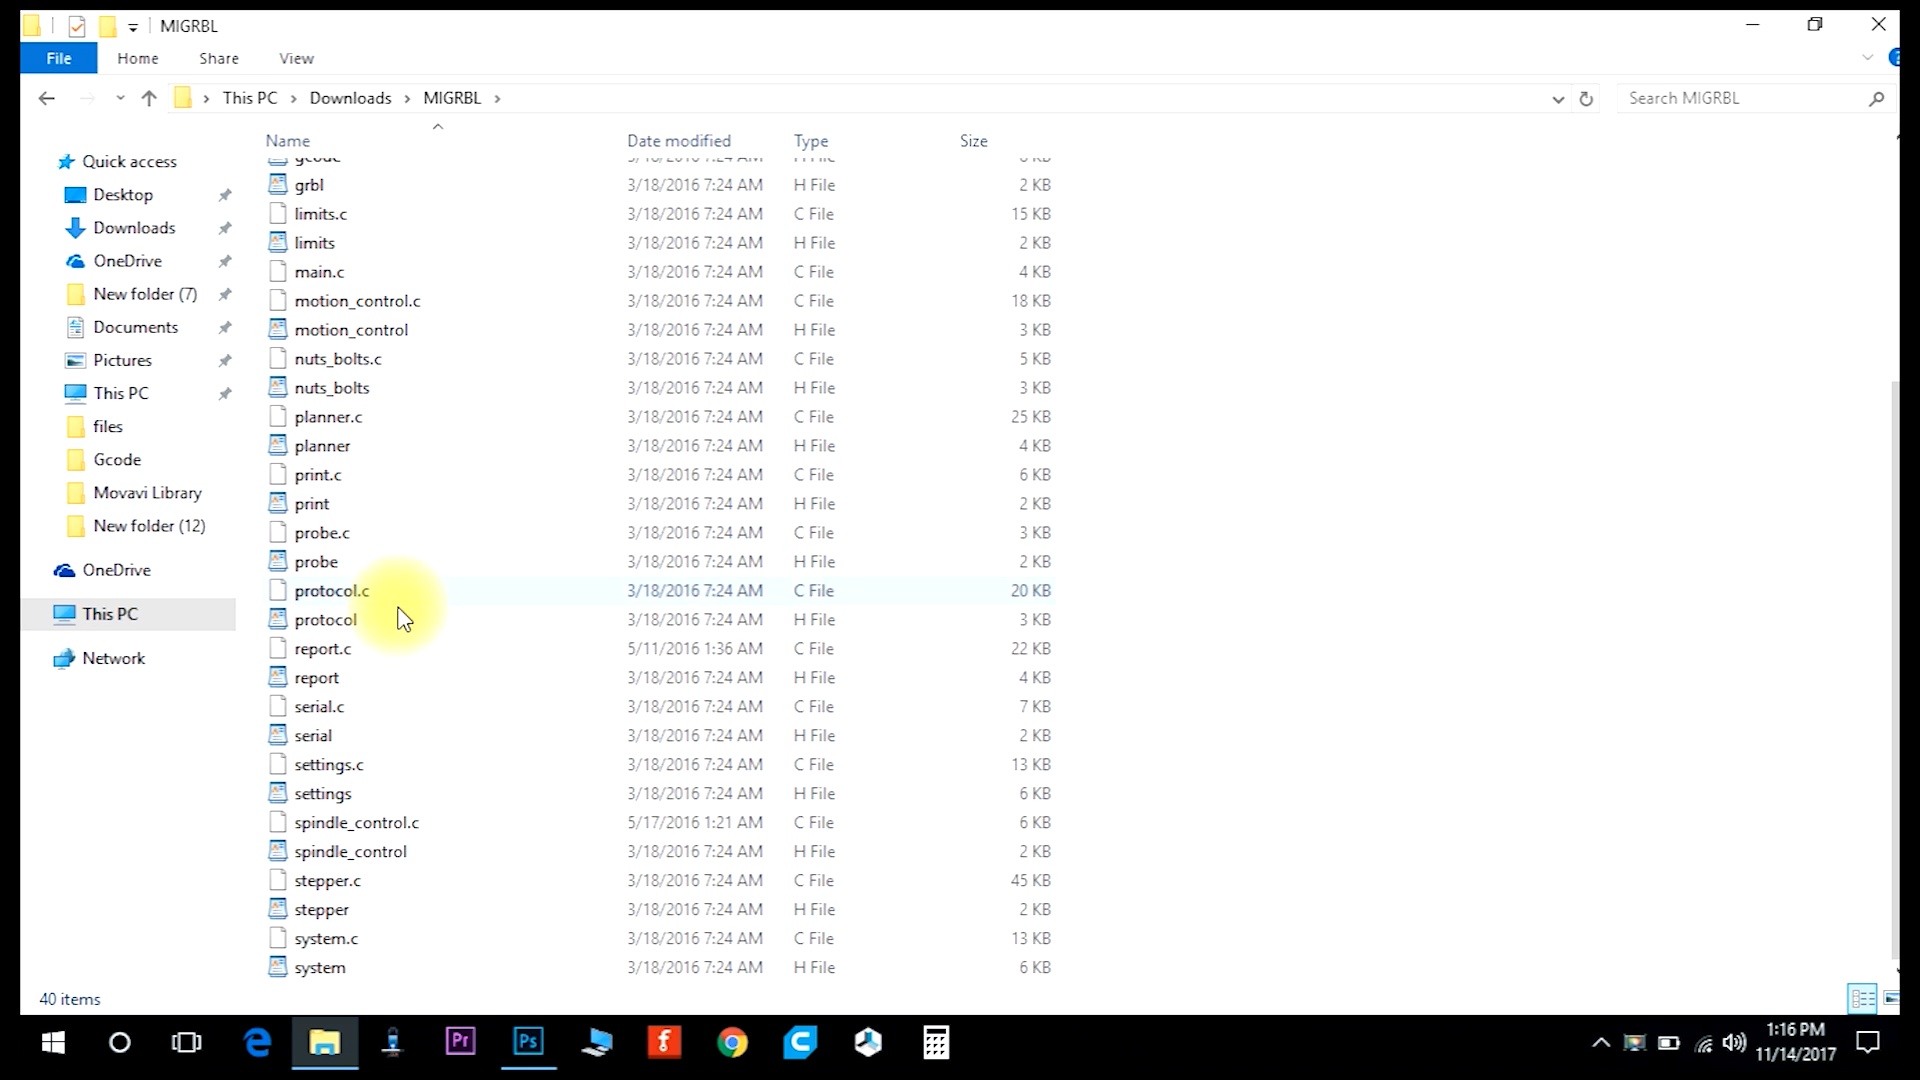 MIGRBL
File Home Share View
This PC Downloads MIGRBL
Search MIGRBL
Name Date modified Type Size
Quick access
Desktop
Downloads
OneDrive
New folder (7)
Documents
Pictures
This PC
files
Gcode
Movavi Library
New folder (12)
OneDrive
This PC
Network
grbl 3/18/2016 7:24 AM H File 2 KB
limits.c 3/18/2016 7:24 AM C File 15 KB
limits 3/18/2016 7:24 AM H File 2 KB
main.c 3/18/2016 7:24 AM C File 4 KB
motion_control.c 3/18/2016 7:24 AM C File 18 KB
motion_control 3/18/2016 7:24 AM H File 3 KB
nuts_bolts.c 3/18/2016 7:24 AM C File 5 KB
nuts_bolts 3/18/2016 7:24 AM H File 3 KB
planner.c 3/18/2016 7:24 AM C File 25 KB
planner 3/18/2016 7:24 AM H File 4 KB
print.c 3/18/2016 7:24 AM C File 6 KB
print 3/18/2016 7:24 AM H File 2 KB
probe.c 3/18/2016 7:24 AM C File 3 KB
probe 3/18/2016 7:24 AM H File 2 KB
protocol.c 3/18/2016 7:24 AM C File 20 KB
protocol 3/18/2016 7:24 AM H File 3 KB
report.c 5/11/2016 1:36 AM C File 22 KB
report 3/18/2016 7:24 AM H File 4 KB
serial.c 3/18/2016 7:24 AM C File 7 KB
serial 3/18/2016 7:24 AM H File 2 KB
settings.c 3/18/2016 7:24 AM C File 13 KB
settings 3/18/2016 7:24 AM H File 6 KB
spindle_control.c 5/17/2016 1:21 AM C File 6 KB
spindle_control 3/18/2016 7:24 AM H File 2 KB
stepper.c 3/18/2016 7:24 AM C File 45 KB
stepper 3/18/2016 7:24 AM H File 2 KB
system.c 3/18/2016 7:24 AM C File 13 KB
system 3/18/2016 7:24 AM H File 6 KB
40 items
Pr Ps f
1:16 PM
11/14/2017